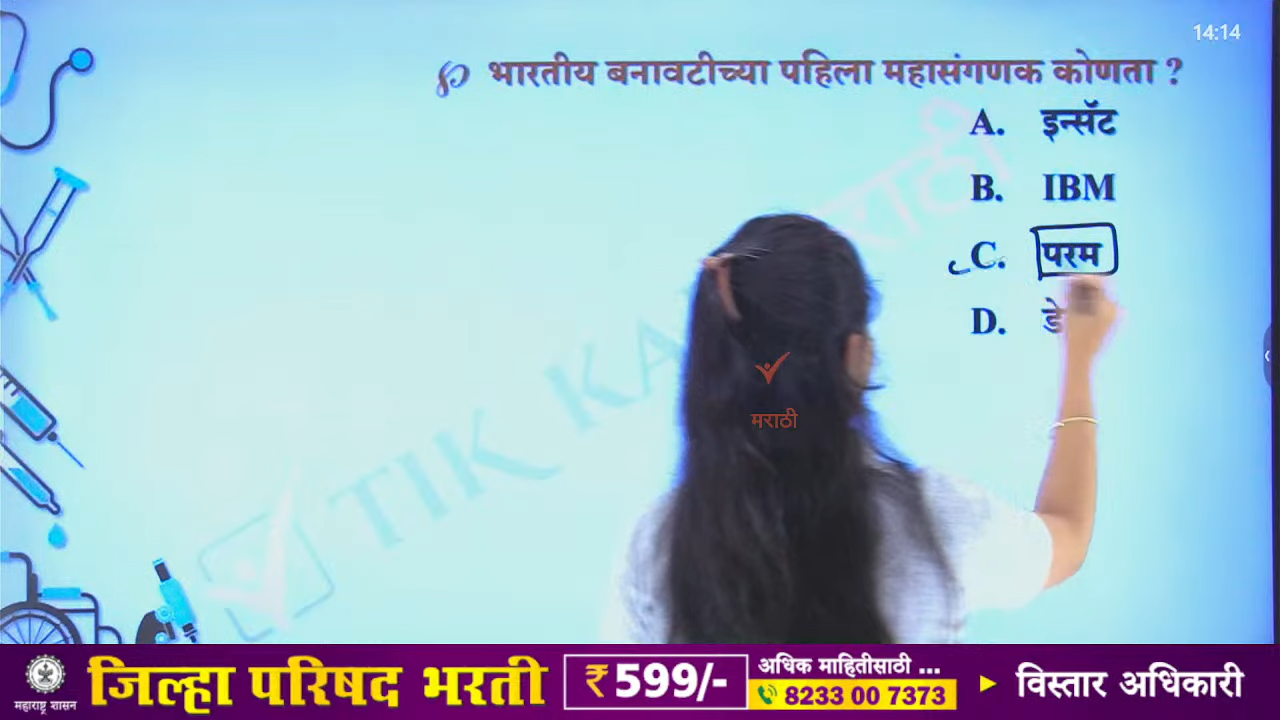 14:14
भारतीय बनावटीच्या पहिला महासंगणक कोणता ?
A. इन्सॅट
B. IBM
C. परम
D.
TIK
मराठी
जिल्हा परिषद भरती
₹599/-
अधिक माहितीसाठी ...
8233 00 7373
विस्तार अधिकारी
महाराष्ट्र शासन